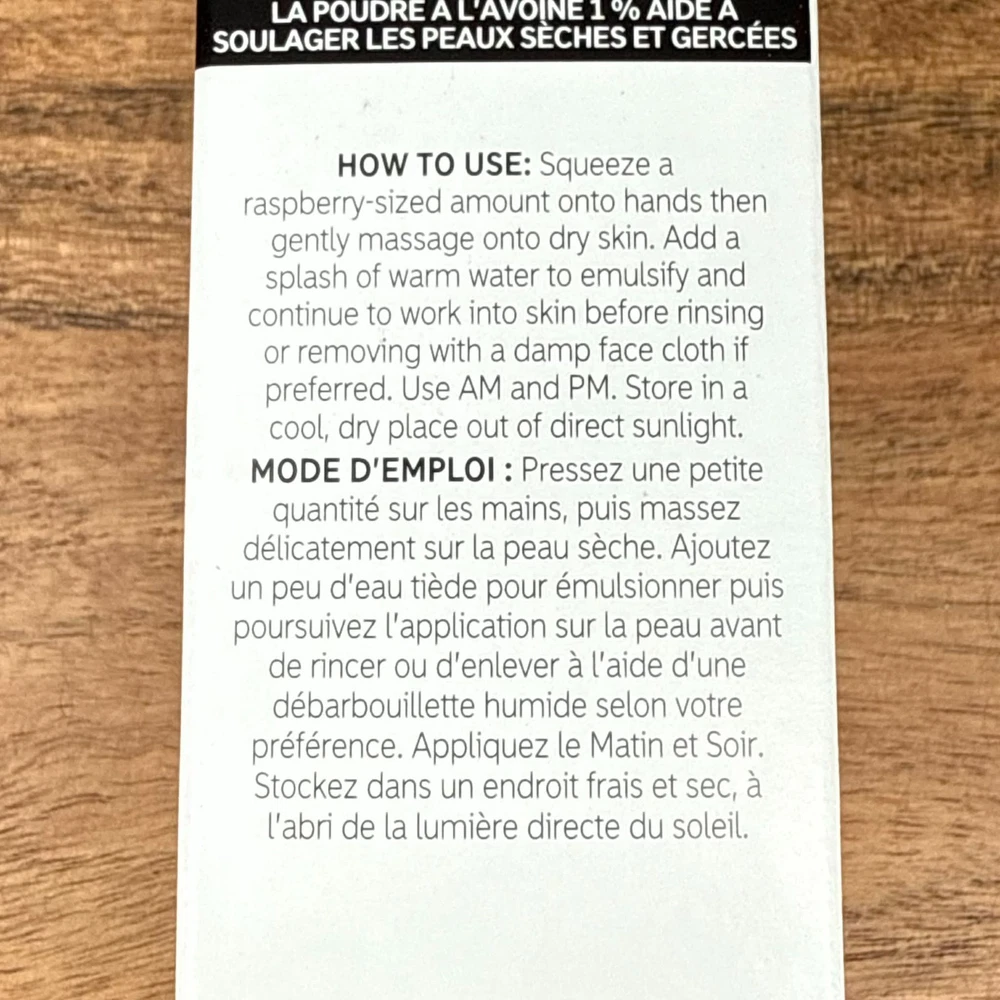 LA POUDRE À L'AVOINE 1 % AIDE À
SOULAGER LES PEAUX SÈCHES ET GERCÉES
HOW TO USE: Squeeze a
raspberry-sized amount onto hands then
gently massage onto dry skin. Add a
splash of warm water to emulsify and
continue to work into skin before rinsing
or removing with a damp face cloth if
preferred. Use AM and PM. Store in a
cool, dry place out of direct sunlight.
MODE D'EMPLOI : Pressez une petite
quantité sur les mains, puis massez
délicatement sur la peau sèche. Ajoutez
un peu d'eau tiède pour émulsionner puis
poursuivez l'application sur la peau avant
de rincer ou d'enlever à l'aide d'une
débarbouillette humide selon votre
préférence. Appliquez le Matin et Soir.
Stockez dans un endroit frais et sec, à
l'abri de la lumière directe du soleil.